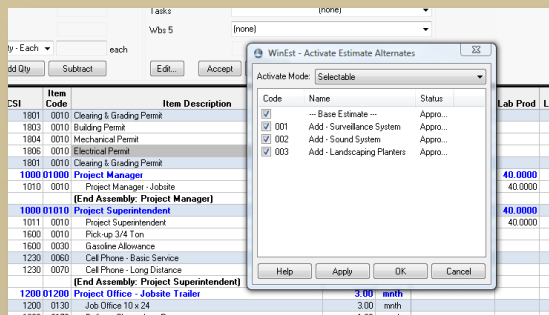 Tasks (none)
Wbs 5 (none)
ty - Each each
dd Qty Subtract Edit... Accept
WinEst - Activate Estimate Alternates
Activate Mode: Selectable
Code Name Status
--- Base Estimate --- Appro...
001 Add - Surveillance System Appro...
002 Add - Sound System Appro...
003 Add - Landscaping Planters Appro...
Help Apply OK Cancel
CSI Item Code Item Description Lab Prod L
1801 0010 Clearing & Grading Permit
1803 0010 Building Permit
1804 0010 Mechanical Permit
1806 0010 Electrical Permit
1801 0010 Clearing & Grading Permit
1000 01000 Project Manager 40.0000
1010 0010 Project Manager - Jobsite 40.0000
(End Assembly: Project Manager)
1000 01010 Project Superintendent 40.0000
1011 0010 Project Superintendent 40.0000
1600 0010 Pick-up 3/4 Ton
1600 0030 Gasoline Allowance
1230 0060 Cell Phone - Basic Service
1230 0070 Cell Phone - Long Distance
(End Assembly: Project Superintendent)
1200 01200 Project Office - Jobsite Trailer 3.00 mnth
1200 0130 Job Office 10 x 24 3.00 mnth